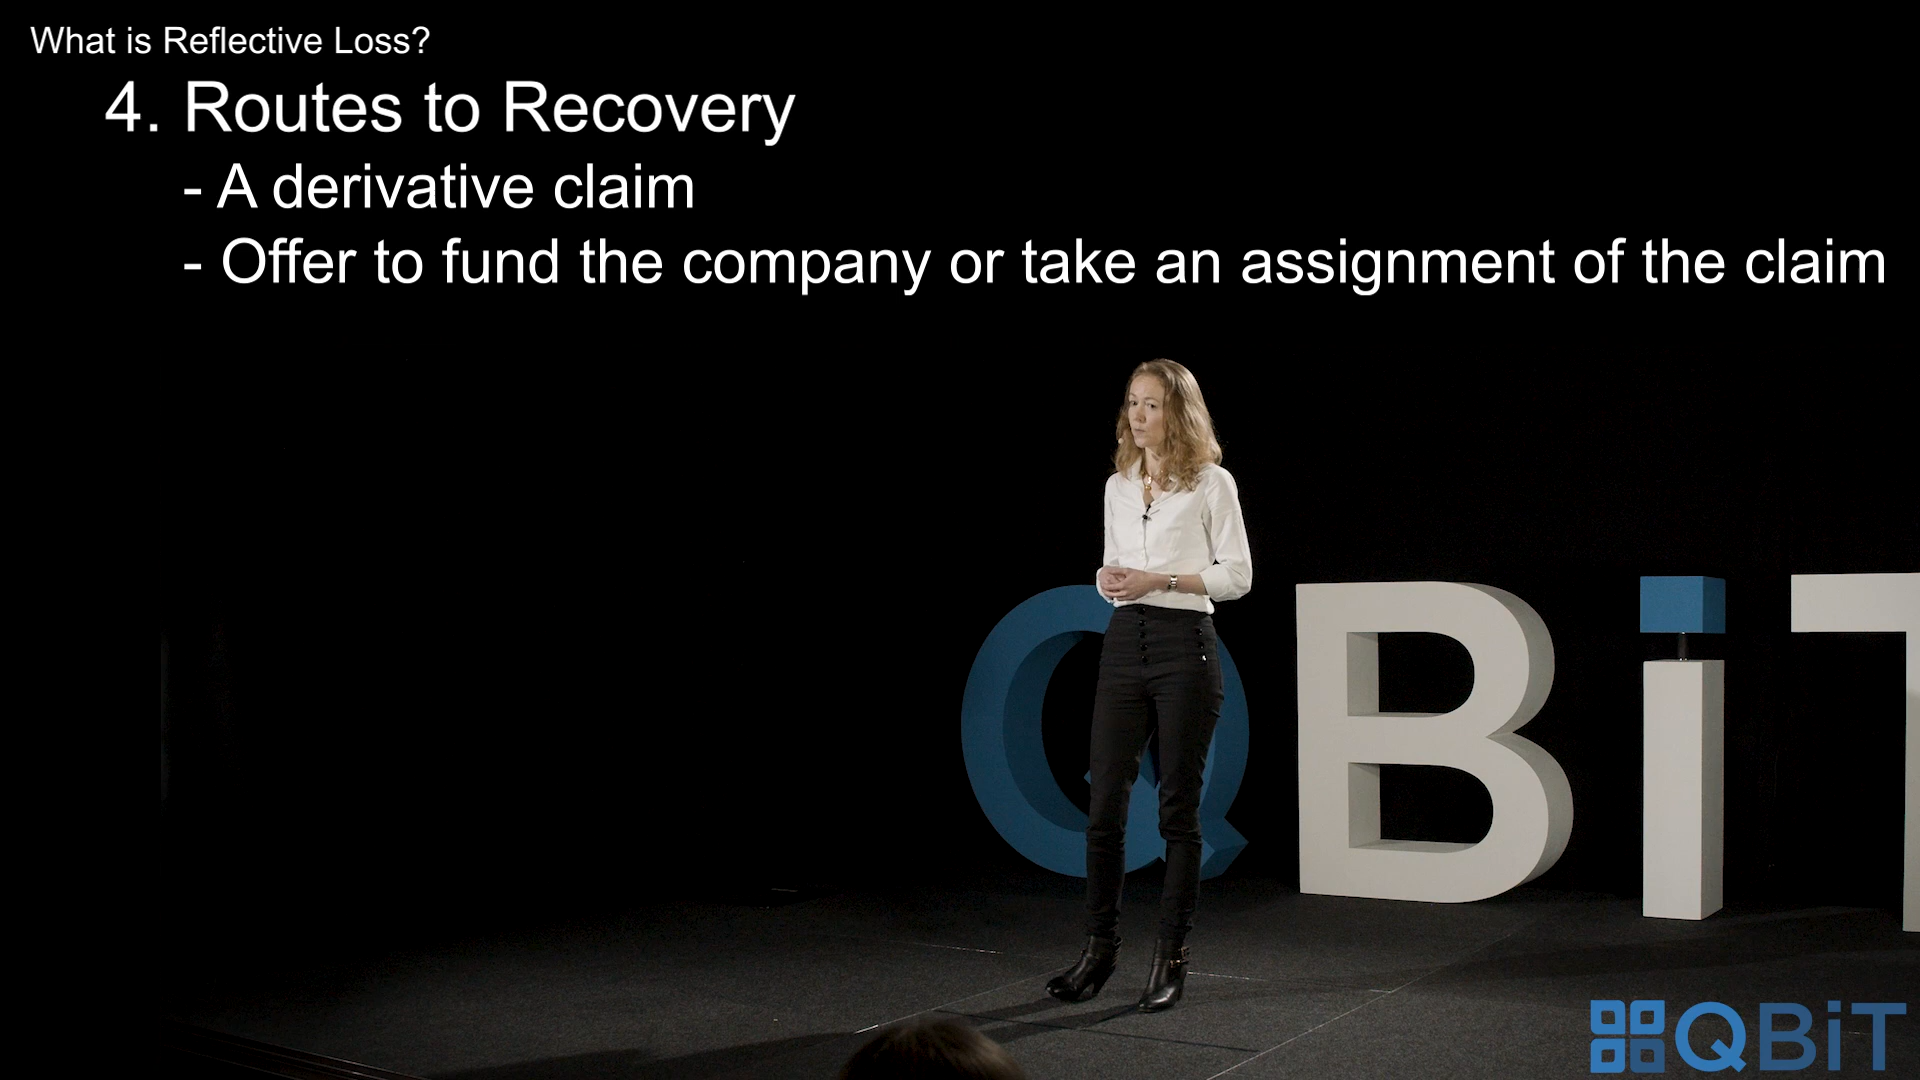 What is Reflective Loss?
4. Routes to Recovery
- A derivative claim
- Offer to fund the company or take an assignment of the claim
QBiT
QBiT